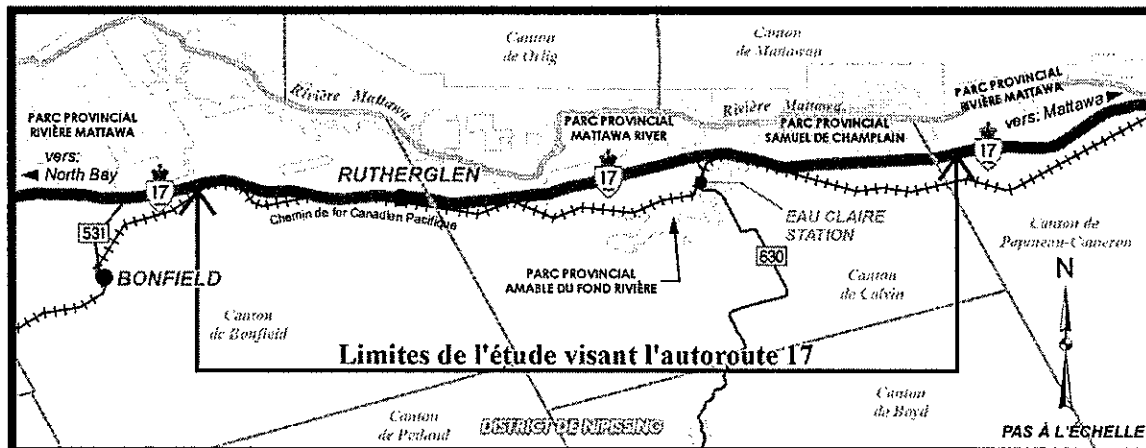 Canton
de Orlig
Canton
de Mattawan
PARC PROVINCIAL
RIVIÈRE MATTAWA
Rivière Mattawa
PARC PROVINCIAL
MATTAWA RIVER
Rivière Mattawa
PARC PROVINCIAL
SAMUEL DE CHAMPLAIN
PARC PROVINCIAL
RIVIÈRE MATTAWA
vers: Mattawa
vers:
North Bay
17
RUTHERGLEN
17
17
Chemin de for Canadian Pacifique
531
BONFIELD
EAU CLAIRE
STATION
630
PARC PROVINCIAL
AMABLE DU FOND RIVIÈRE
Canton de
Papineau-Cameron
Canton
de Calvin
N
Canton
de Bonfield
Limites de l'étude visant l'autoroute 17
Canton
de Pedaud
DISTRICT DE NIPISSING
Canton
de Boyd
PAS À L'ÉCHELLE